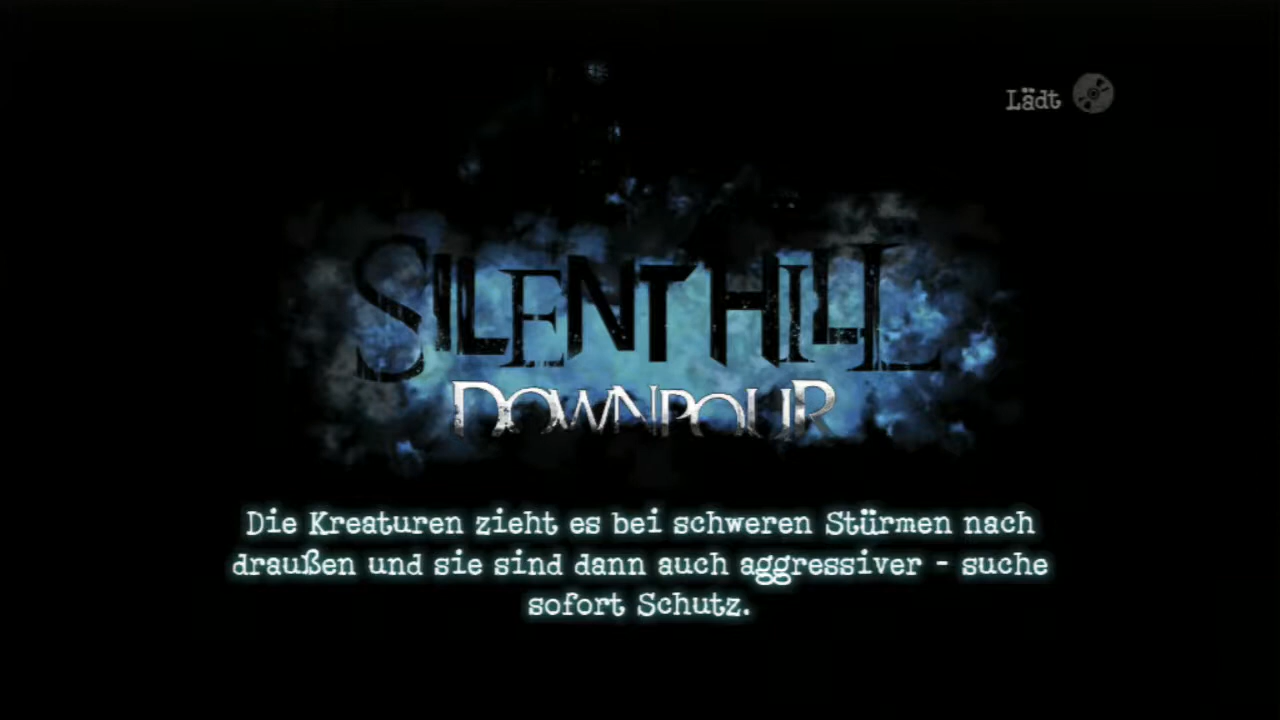 Lädt
SILENT HILL
DOWNPOUR
Die Kreaturen zieht es bei schweren Stürmen nach
draußen und sie sind dann auch aggressiver - suche
sofort Schutz.